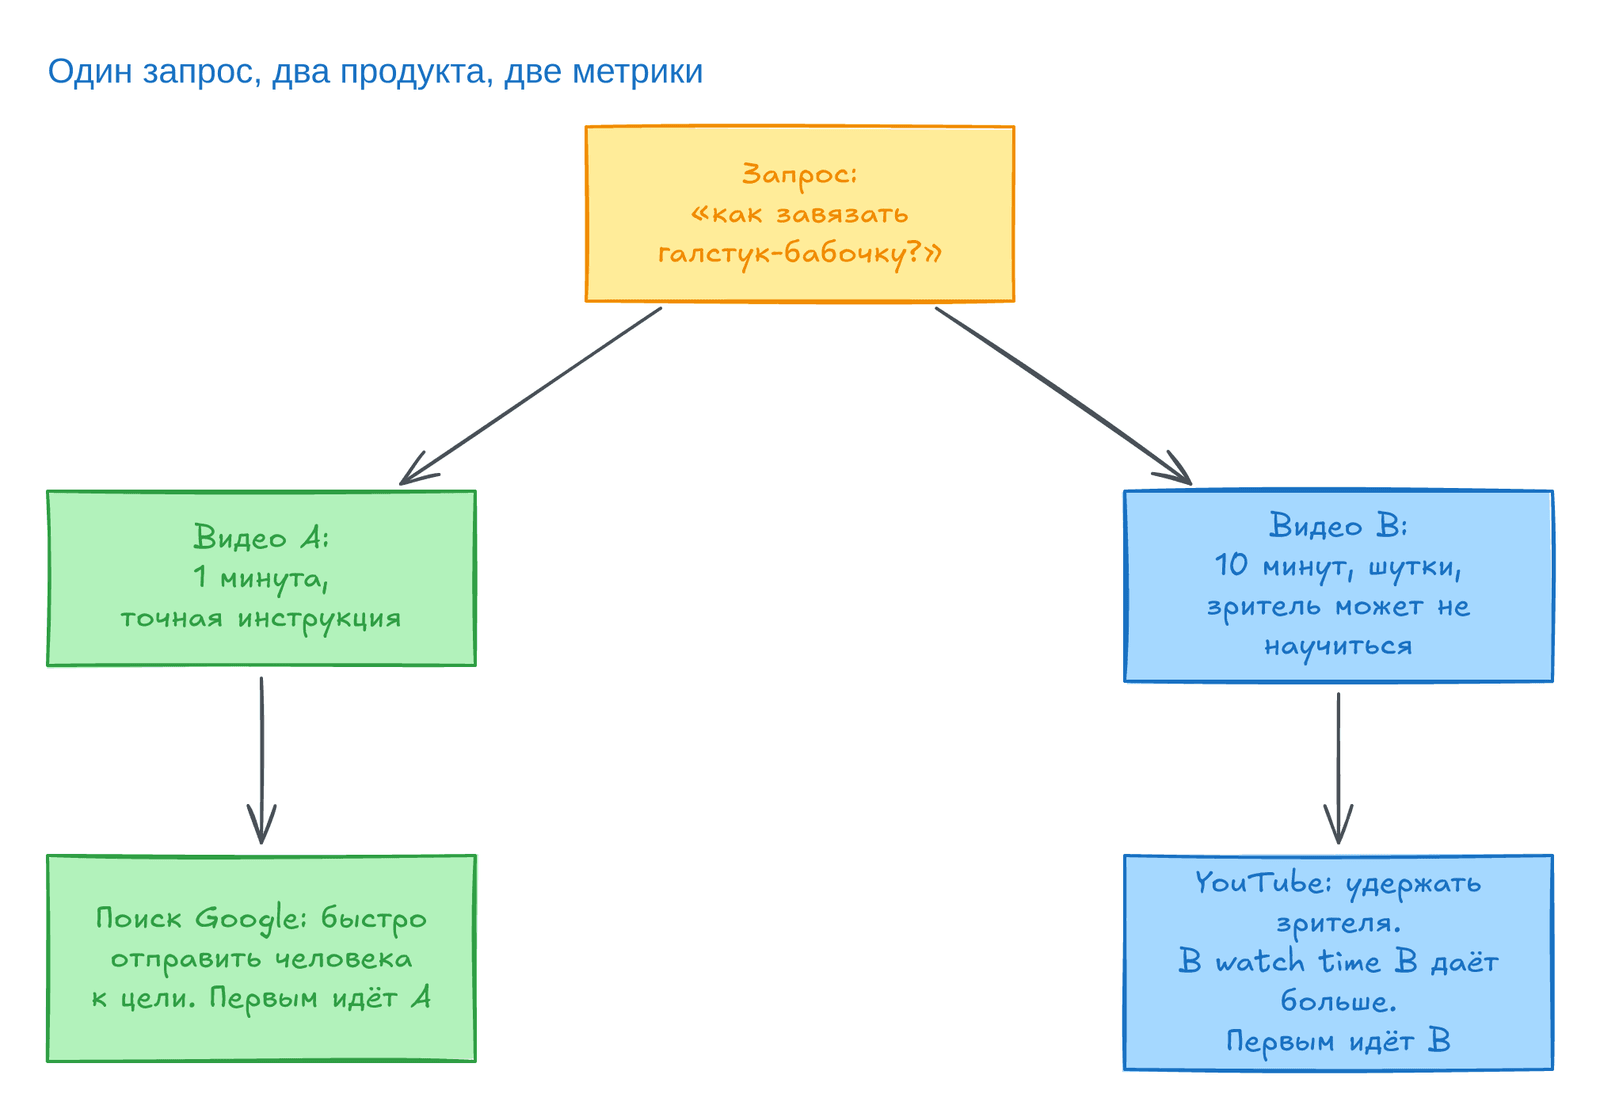 Один запрос, два продукта, две метрики
Запрос:
«как завязать
галстук-бабочку?»
Видео A:
1 минута,
точная инструкция
Видео B:
10 минут, шутки,
зритель может не
научиться
Поиск Google: быстро
отправить человека
к цели. Первым идёт A
YouTube: удержать
зрителя.
В watch time B даёт
больше.
Первым идёт B